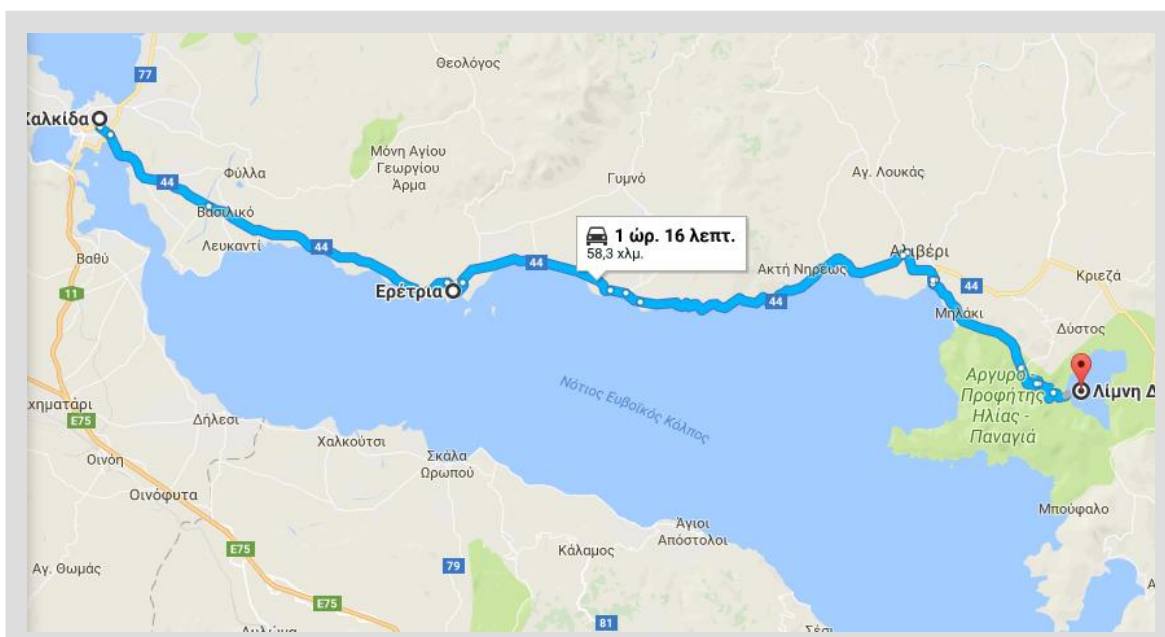 Θεολόγος
77
Χαλκίδα
Μόνη Αγίου
Γεωργίου
Άρμα
Φύλλα
44
Γυμνό
Αγ. Λουκάς
Βασιλικό
Λευκαντί
44
1 ώρ. 16 λεπτ.
58,3 χλμ.
Βαθύ
44
Ακτή Νηρέως
Αλιβέρι
Κριεζά
11
Ερέτρια
44
44
Μηλάκι
Δύστος
Αργυρό -
Προφήτης
Ηλίας -
Παναγιά
Λίμνη Δ
Νότιος Ευβοϊκός Κόλπος
χηματάρι
E75
Δήλεσι
Χαλκούτσι
Σκάλα
Ωρωπού
Οινόη
Οινόφυτα
Μπούφαλο
Άγιοι
Απόστολοι
Κάλαμος
E75
79
Αγ. Θωμάς
E75
81